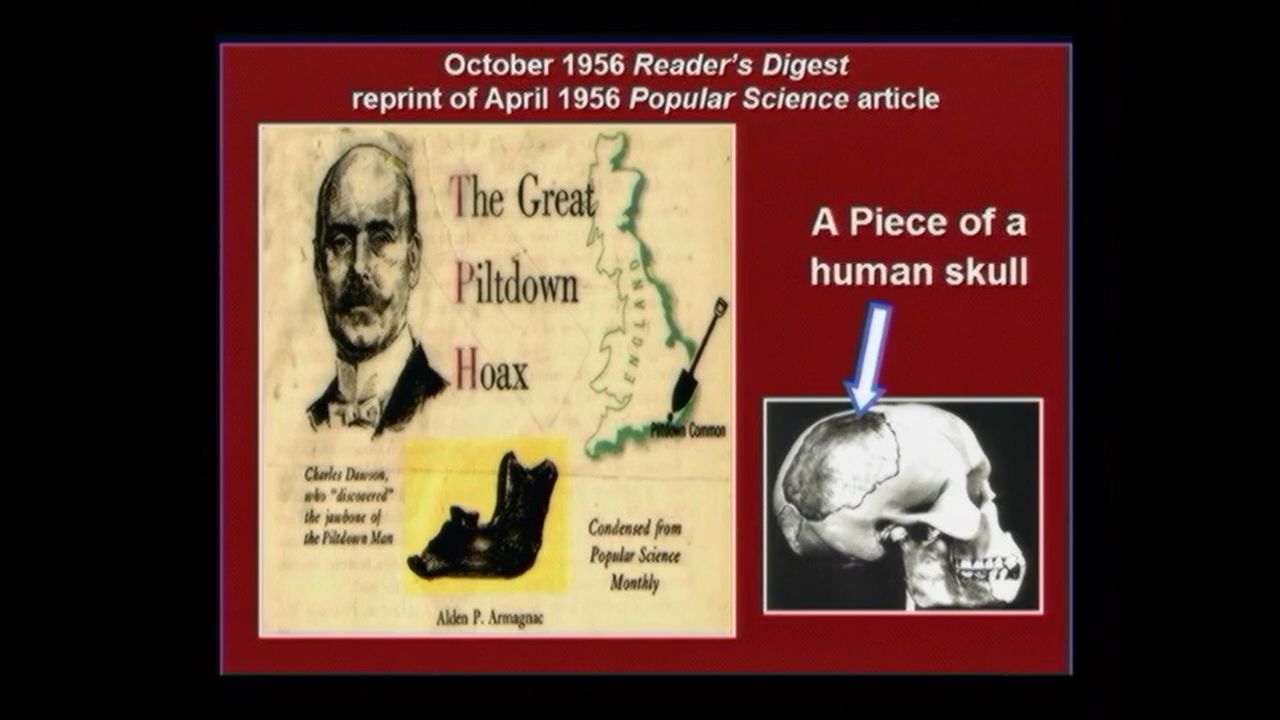 October 1956 Reader's Digest
reprint of April 1956 Popular Science article
The Great
Piltdown
Hoax
ENGLAND
Piltdown Common
Charles Dawson,
who "discovered"
the jawbone of
the Piltdown Man
Condensed from
Popular Science
Monthly
Alden P. Armagnac
A Piece of a
human skull